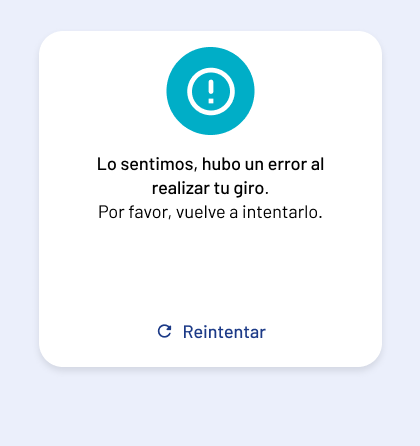 Lo sentimos, hubo un error al
realizar tu giro.
Por favor, vuelve a intentarlo.
Reintentar